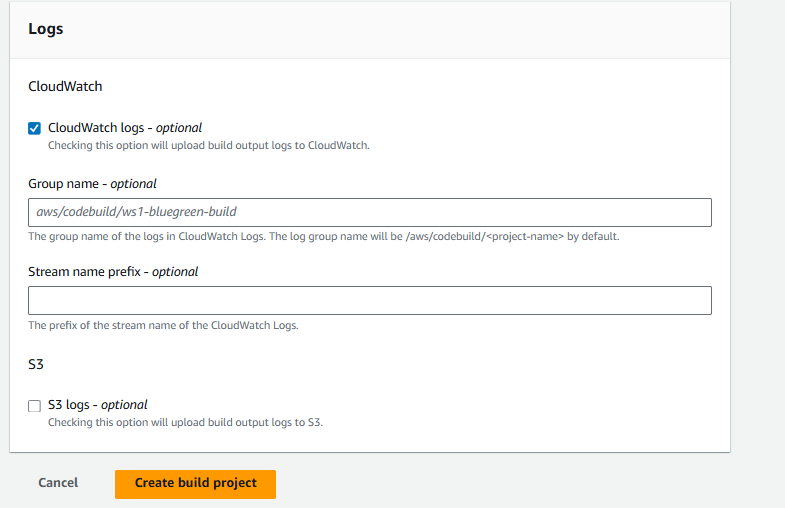 Logs
CloudWatch
CloudWatch logs - optional
Checking this option will upload build output logs to CloudWatch.
Group name - optional
aws/codebuild/ws1-bluegreen-build
The group name of the logs in CloudWatch Logs. The log group name will be /aws/codebuild/<project-name> by default.
Stream name prefix - optional
The prefix of the stream name of the CloudWatch Logs.
S3
S3 logs - optional
Checking this option will upload build output logs to S3.
Cancel
Create build project